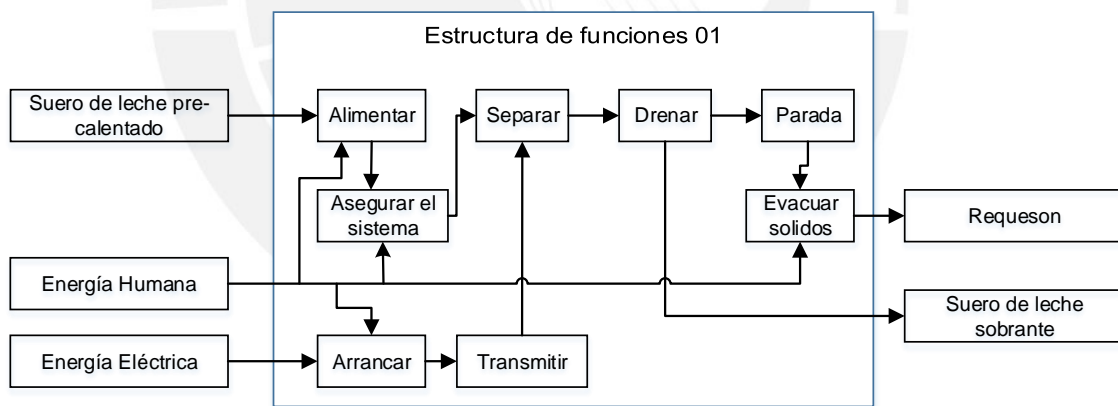 Estructura de funciones 01
Suero de leche pre-
calentado
Alimentar
Separar
Drenar
Parada
Asegurar el
sistema
Evacuar
solidos
Requeson
Energía Humana
Suero de leche
sobrante
Energía Eléctrica
Arrancar
Transmitir